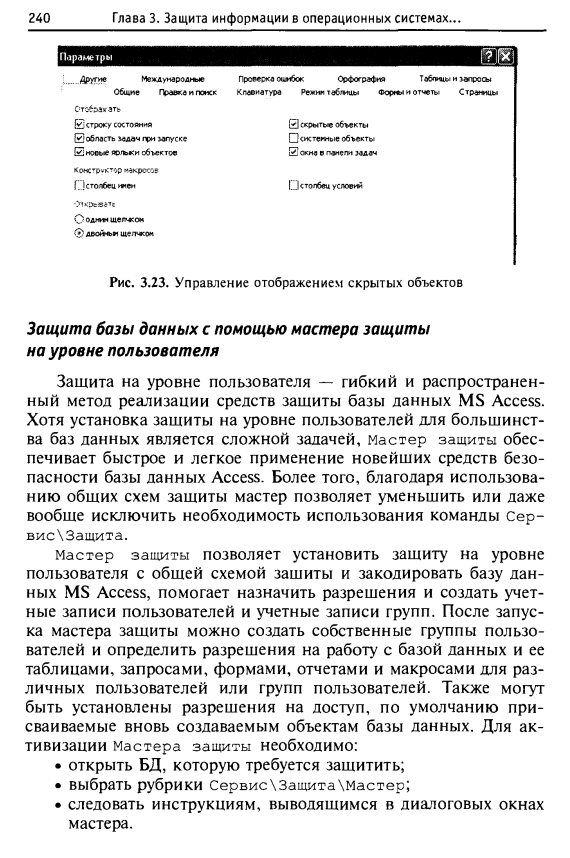 240 Глава 3. Защита информации в операционных системах...
Параметры
Другие Международные Проверка ошибок Орфография Таблицы и запросы
Общие Правка и поиск Клавиатура Режим таблицы Формы и отчеты Страницы
Отображать
строку состояния скрытые объекты
область задач при запуске системные объекты
новые ярлыки объектов окна в панели задач
Конструктор макросов
столбец имен столбец условий
Открывать
одним щелчком
двойным щелчком
Рис. 3.23. Управление отображением скрытых объектов
Защита базы данных с помощью мастера защиты
на уровне пользователя
Защита на уровне пользователя — гибкий и распространен-
ный метод реализации средств защиты базы данных MS Access.
Хотя установка защиты на уровне пользователей для большинст-
ва баз данных является сложной задачей, Мастер защиты обес-
печивает быстрое и легкое применение новейших средств безо-
пасности базы данных Access. Более того, благодаря использова-
нию общих схем защиты мастер позволяет уменьшить или даже
вообще исключить необходимость использования команды Сер-
вис\Защита.
Мастер защиты позволяет установить защиту на уровне
пользователя с общей схемой зашиты и закодировать базу дан-
ных MS Access, помогает назначить разрешения и создать учет-
ные записи пользователей и учетные записи групп. После запус-
ка мастера защиты можно создать собственные группы пользо-
вателей и определить разрешения на работу с базой данных и ее
таблицами, запросами, формами, отчетами и макросами для раз-
личных пользователей или групп пользователей. Также могут
быть установлены разрешения на доступ, по умолчанию при-
сваиваемые вновь создаваемым объектам базы данных. Для ак-
тивизации Мастера защиты необходимо:
• открыть БД, которую требуется защитить;
• выбрать рубрики Сервис\Защита\Мастер;
• следовать инструкциям, выводящимся в диалоговых окнах
мастера.